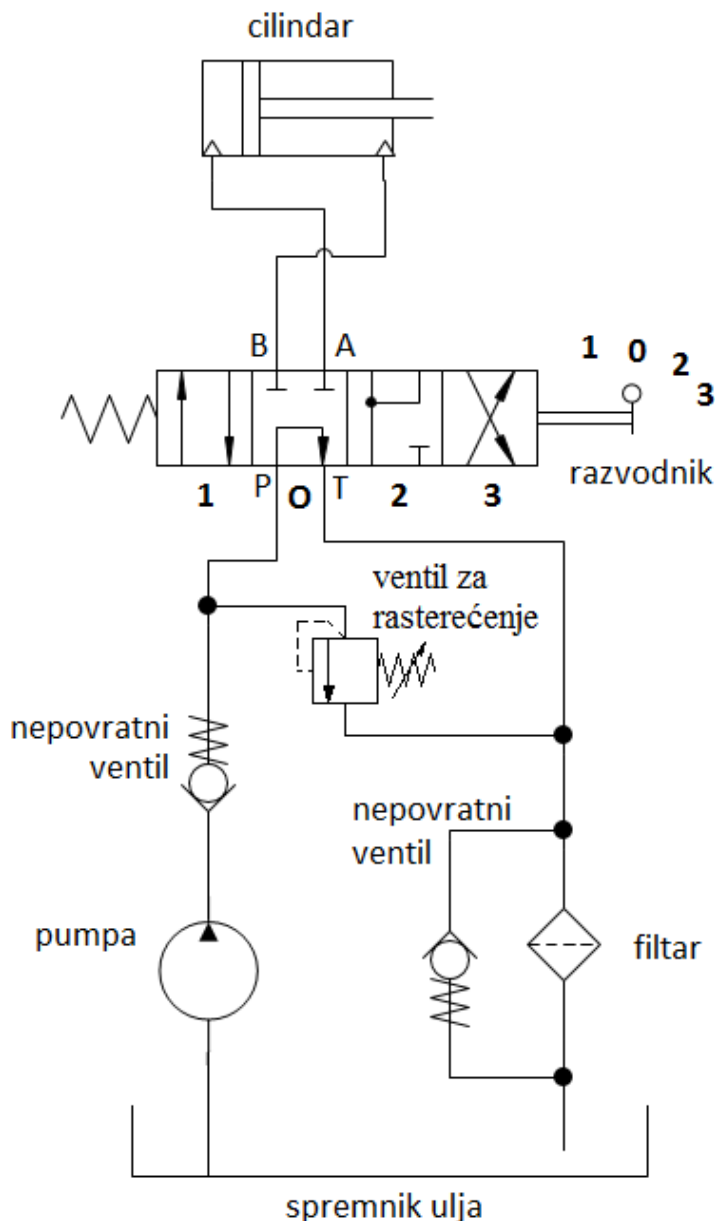 cilindar
B A
1 0 2 3
P T
1 O 2 3
razvodnik
ventil za
rasterećenje
nepovratni
ventil
nepovratni
ventil
pumpa
filtar
spremnik ulja